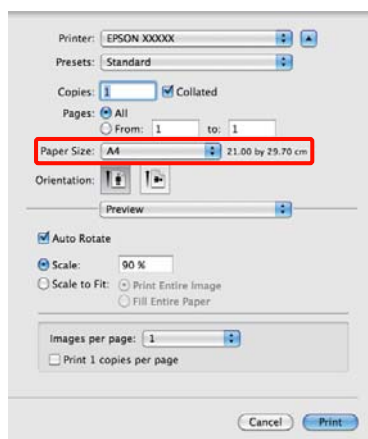 Printer: EPSON XXXXX
Presets: Standard
Copies: 1 Collated
Pages: All
From: 1 to: 1
Paper Size: A4 21.00 by 29.70 cm
Orientation:
Preview
Auto Rotate
Scale: 90 %
Scale to Fit: Print Entire Image
Fill Entire Paper
Images per page: 1
Print 1 copies per page
Cancel Print